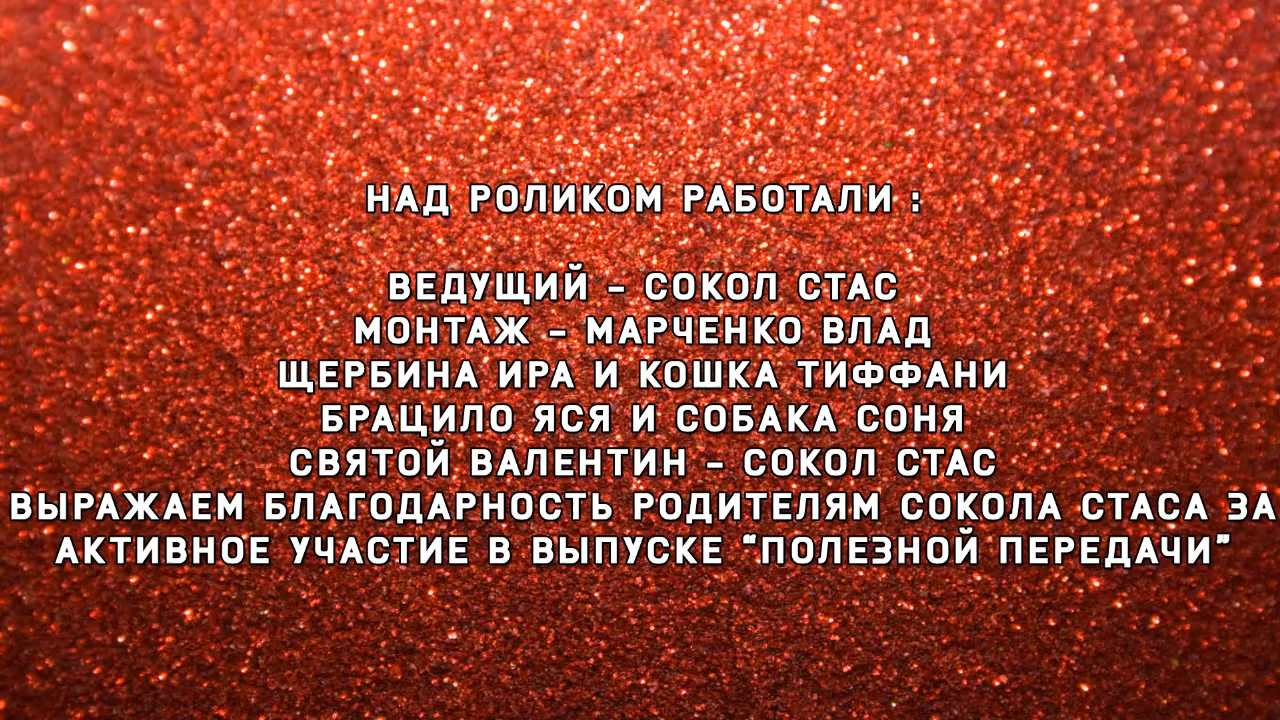 НАД РОЛИКОМ РАБОТАЛИ :
ВЕДУЩИЙ – СОКОЛ СТАС
МОНТАЖ – МАРЧЕНКО ВЛАД
ЩЕРБИНА ИРА И КОШКА ТИФФАНИ
БРАЦИЛО ЯСЯ И СОБАКА СОНЯ
СВЯТОЙ ВАЛЕНТИН – СОКОЛ СТАС
ВЫРАЖАЕМ БЛАГОДАРНОСТЬ РОДИТЕЛЯМ СОКОЛА СТАСА ЗА
АКТИВНОЕ УЧАСТИЕ В ВЫПУСКЕ “ПОЛЕЗНОЙ ПЕРЕДАЧИ”